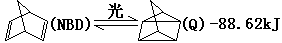 (NBD) 光 (Q) -88.62kJ